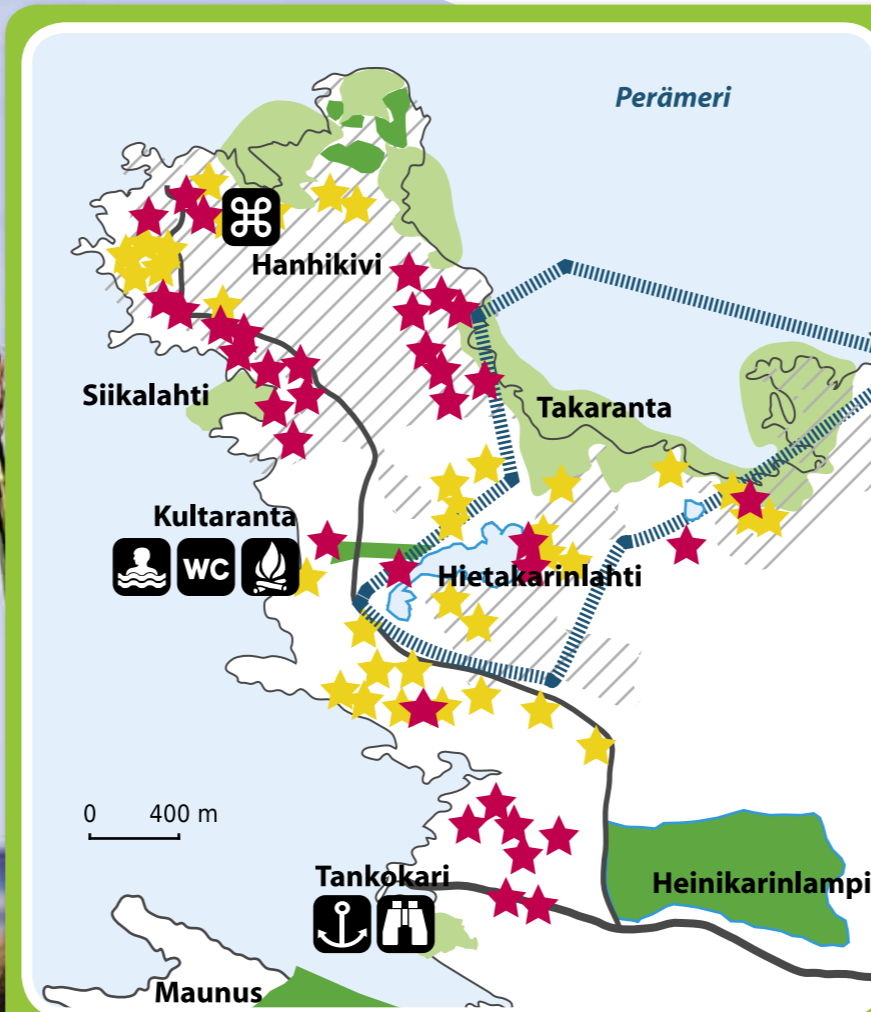 Perämeri
Hanhikivi
Siikalahti
Takaranta
Kultaranta
WC
Hietakarinlahti
0 400 m
Tankokari
Heinikarinlampi
Maunus